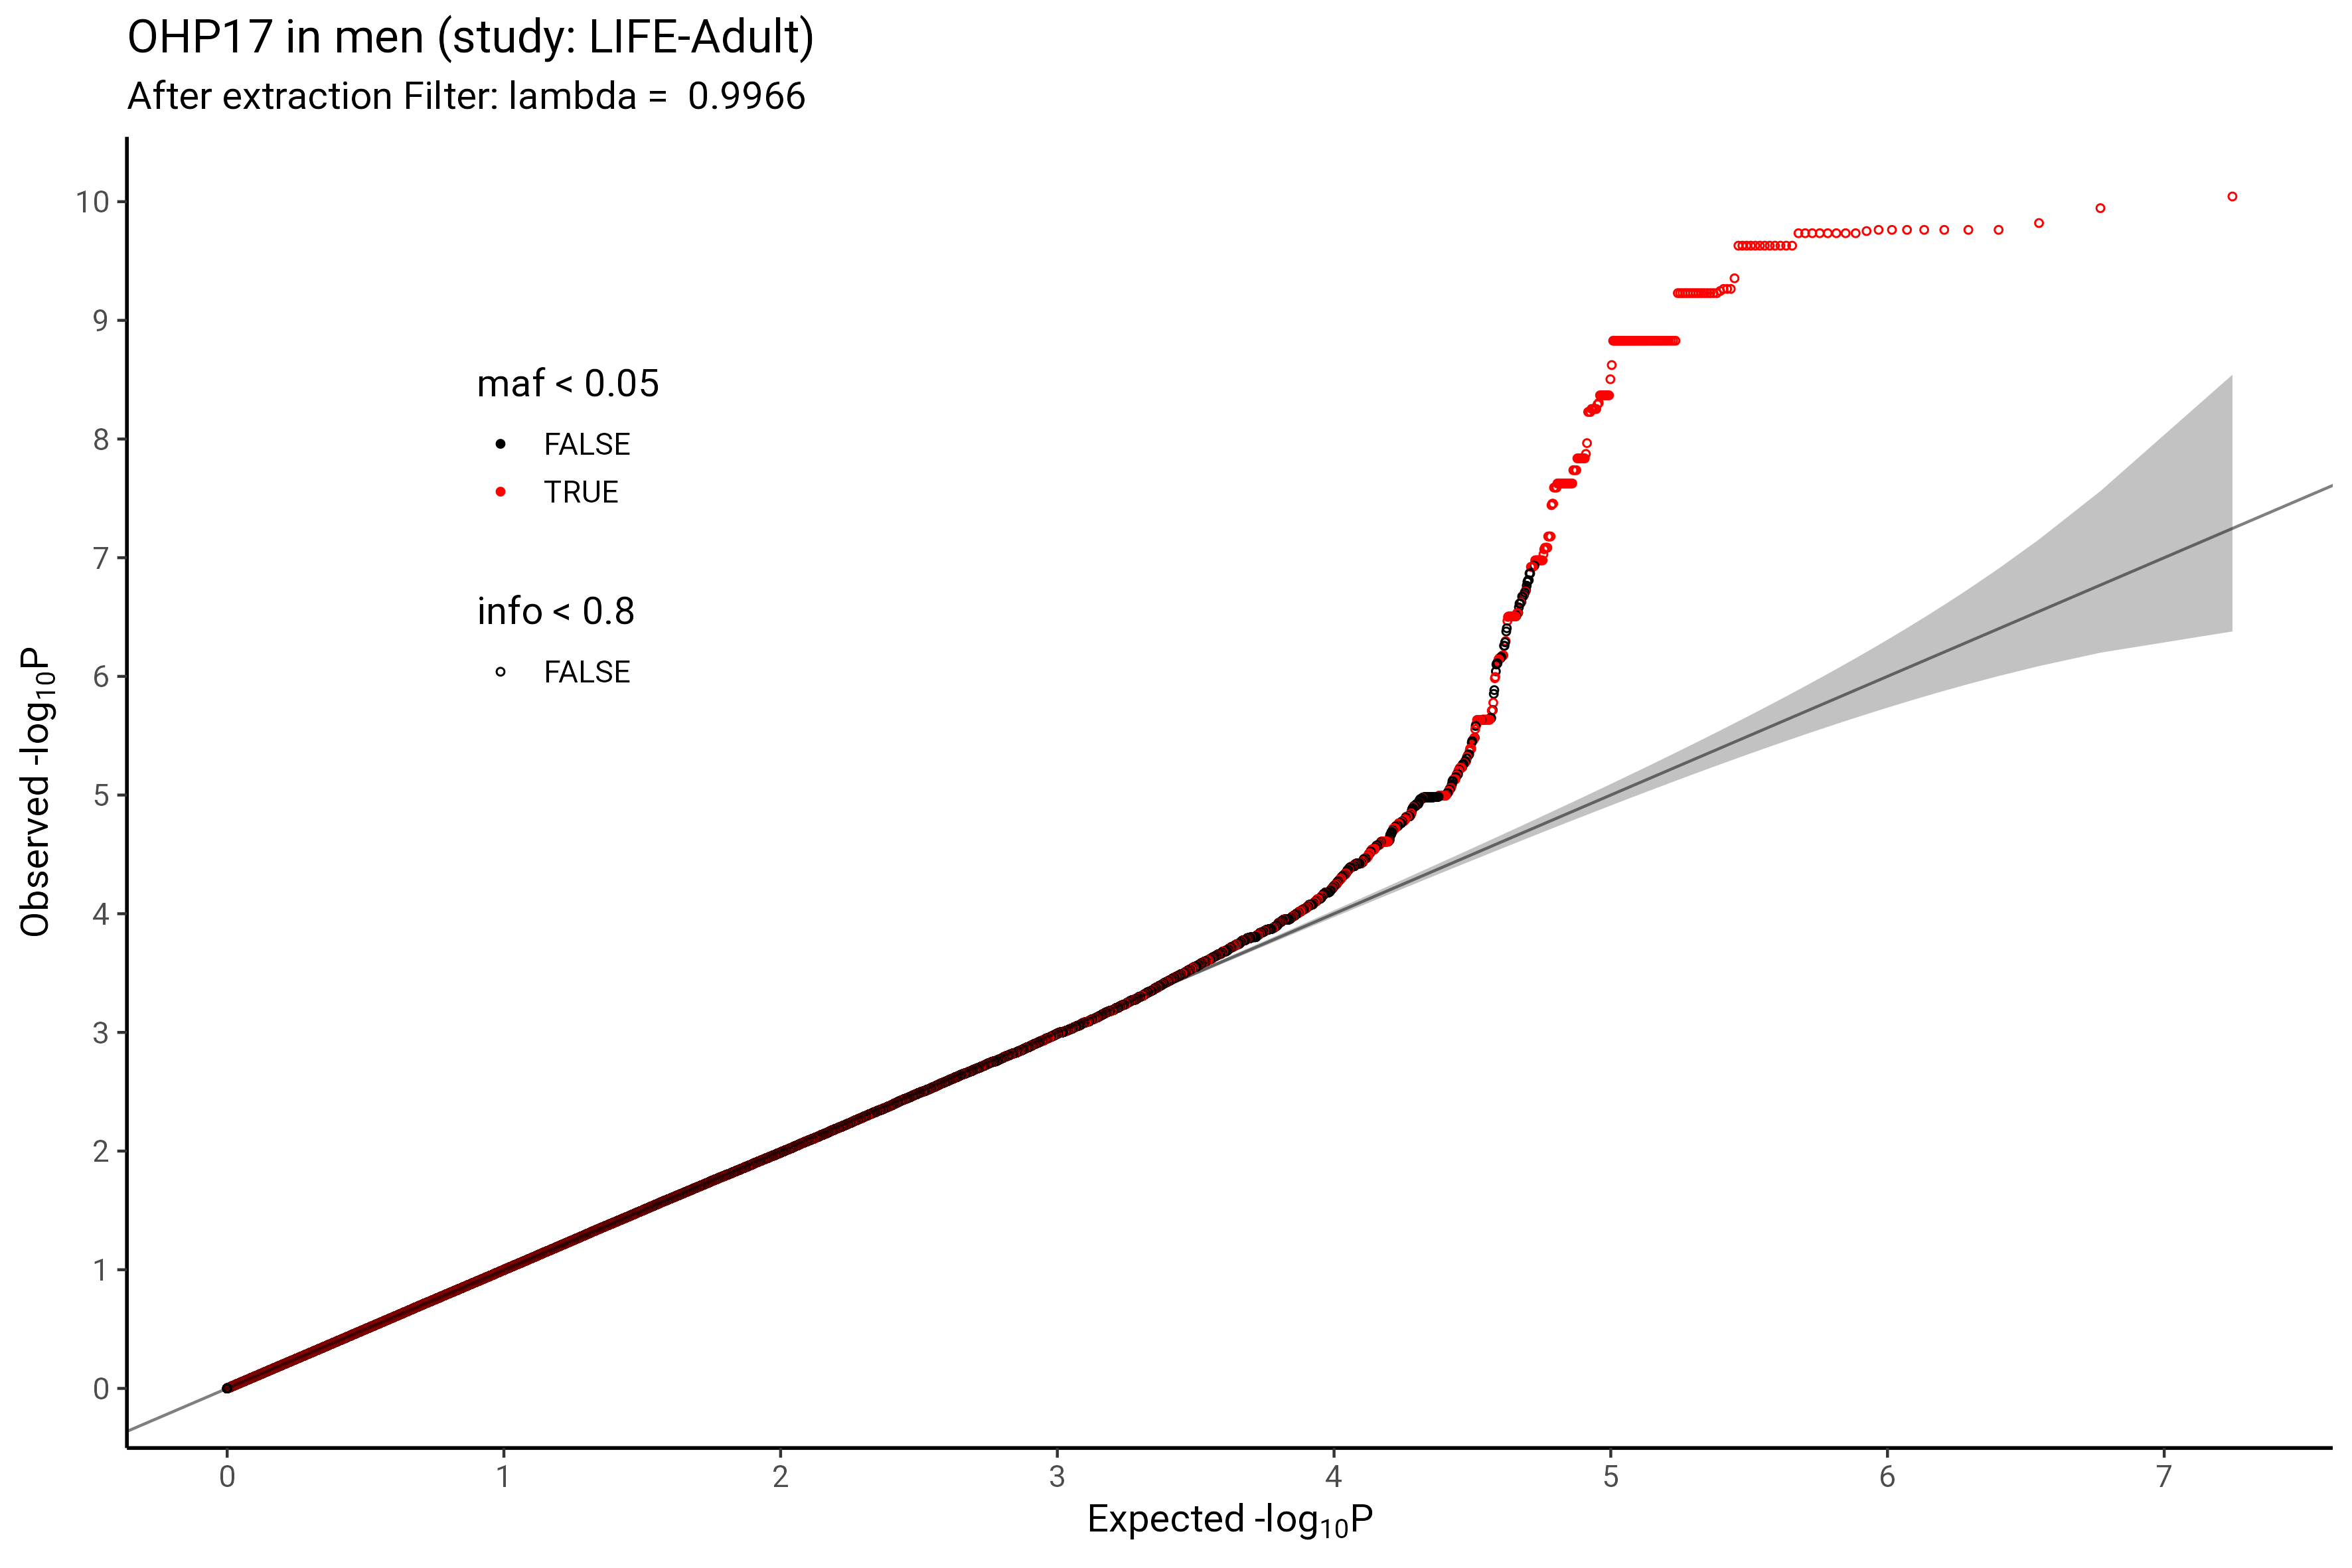 OHP17 in men (study: LIFE-Adult)
After extraction Filter: lambda =  0.9966
10
9
8
7
6
5
4
3
2
1
0
Observed -log10P
maf < 0.05
FALSE
TRUE
info < 0.8
FALSE
0 1 2 3 4 5 6 7
Expected -log10P